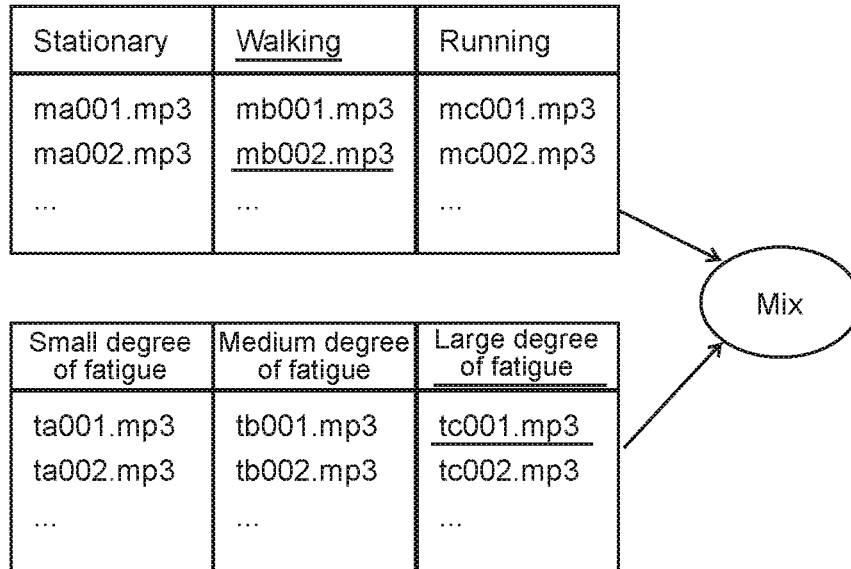 Stationary Walking Running
ma001.mp3 mb001.mp3 mc001.mp3
ma002.mp3 mb002.mp3 mc002.mp3
... ... ...
Mix
Small degree Medium degree Large degree
of fatigue of fatigue of fatigue
ta001.mp3 tb001.mp3 tc001.mp3
ta002.mp3 tb002.mp3 tc002.mp3
... ... ...